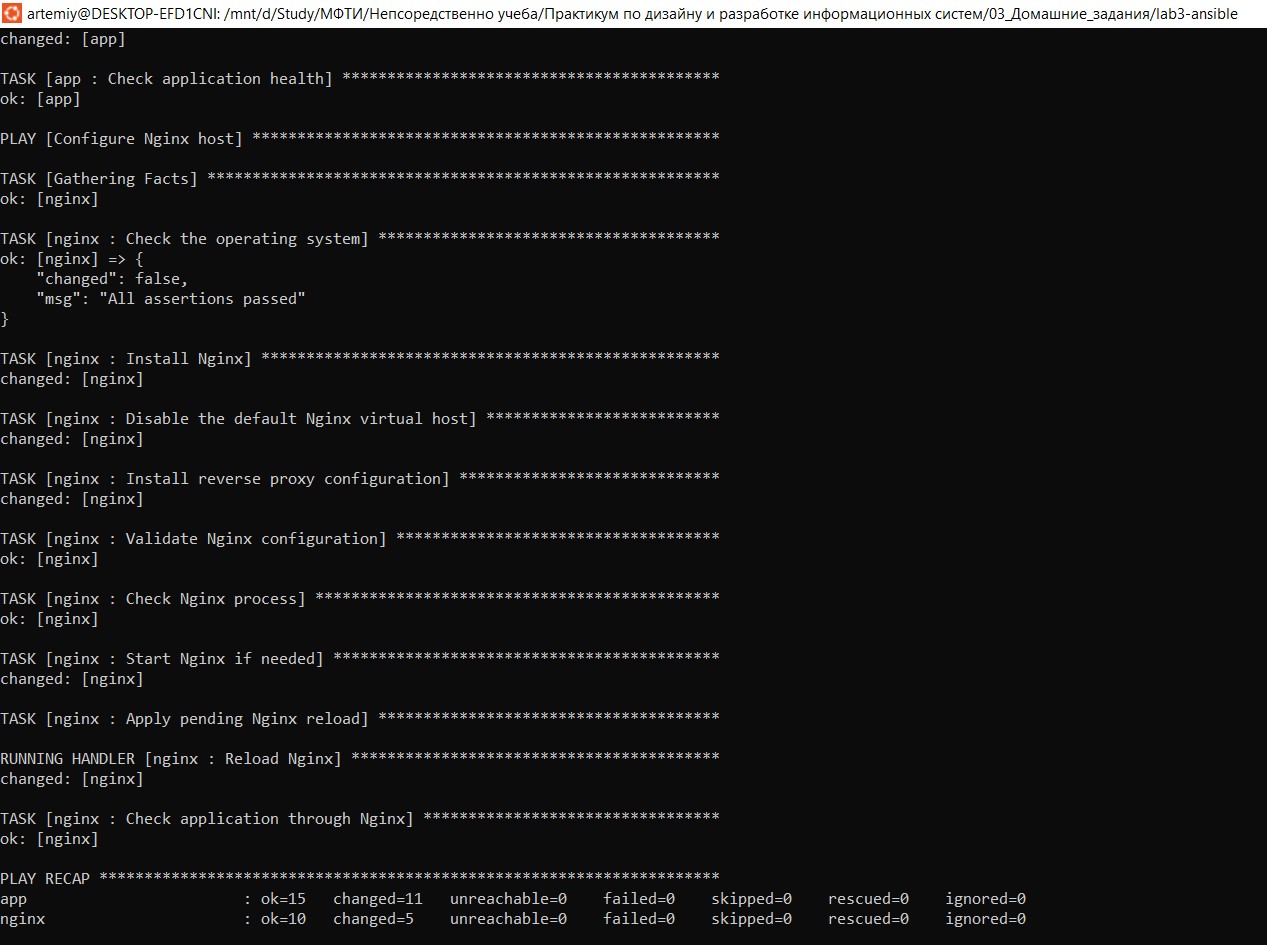 artemiy@DESKTOP-EFD1CNI: /mnt/d/Study/МФТИ/Непсоредственно учеба/Практикум по дизайну и разработке информационных систем/03_Домашние_задания/lab3-ansible
changed: [app]
TASK [app : Check application health] ******************************************
ok: [app]
PLAY [Configure Nginx host] ****************************************************
TASK [Gathering Facts] *********************************************************
ok: [nginx]
TASK [nginx : Check the operating system] **************************************
ok: [nginx] => {
    "changed": false,
    "msg": "All assertions passed"
}
TASK [nginx : Install Nginx] ***************************************************
changed: [nginx]
TASK [nginx : Disable the default Nginx virtual host] **************************
changed: [nginx]
TASK [nginx : Install reverse proxy configuration] *****************************
changed: [nginx]
TASK [nginx : Validate Nginx configuration] ************************************
ok: [nginx]
TASK [nginx : Check Nginx process] *********************************************
ok: [nginx]
TASK [nginx : Start Nginx if needed] *******************************************
changed: [nginx]
TASK [nginx : Apply pending Nginx reload] **************************************
RUNNING HANDLER [nginx : Reload Nginx] *****************************************
changed: [nginx]
TASK [nginx : Check application through Nginx] *********************************
ok: [nginx]
PLAY RECAP *********************************************************************
app                        : ok=15   changed=11   unreachable=0    failed=0    skipped=0    rescued=0    ignored=0
nginx                      : ok=10   changed=5    unreachable=0    failed=0    skipped=0    rescued=0    ignored=0